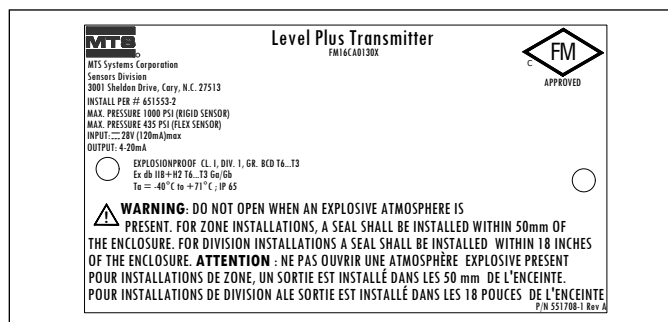 MTS
Level Plus Transmitter
FM16CA0130X
FM
C
APPROVED
MTS Systems Corporation
Sensors Division
3001 Sheldon Drive, Cary, N.C. 27513
INSTALL PER # 651553-2
MAX. PRESSURE 1000 PSI (RIGID SENSOR)
MAX. PRESSURE 435 PSI (FLEX SENSOR)
INPUT: ⎓ 28V (120mA)max
OUTPUT: 4-20mA
EXPLOSIONPROOF CL. I, DIV. 1, GR. BCD T6...T3
Ex db IIB+H2 T6...T3 Ga/Gb
Ta = -40°C to +71°C ; IP 65
WARNING: DO NOT OPEN WHEN AN EXPLOSIVE ATMOSPHERE IS
PRESENT. FOR ZONE INSTALLATIONS, A SEAL SHALL BE INSTALLED WITHIN 50mm OF
THE ENCLOSURE. FOR DIVISION INSTALLATIONS A SEAL SHALL BE INSTALLED WITHIN 18 INCHES
OF THE ENCLOSURE. ATTENTION : NE PAS OUVRIR UNE ATMOSPHÈRE EXPLOSIVE PRESENT
POUR INSTALLATIONS DE ZONE, UN SORTIE EST INSTALLÉ DANS LES 50 mm DE L'ENCEINTE.
POUR INSTALLATIONS DE DIVISION ALE SORTIE EST INSTALLÉ DANS LES 18 POUCES DE L'ENCEINTE
P/N 551708-1 Rev A